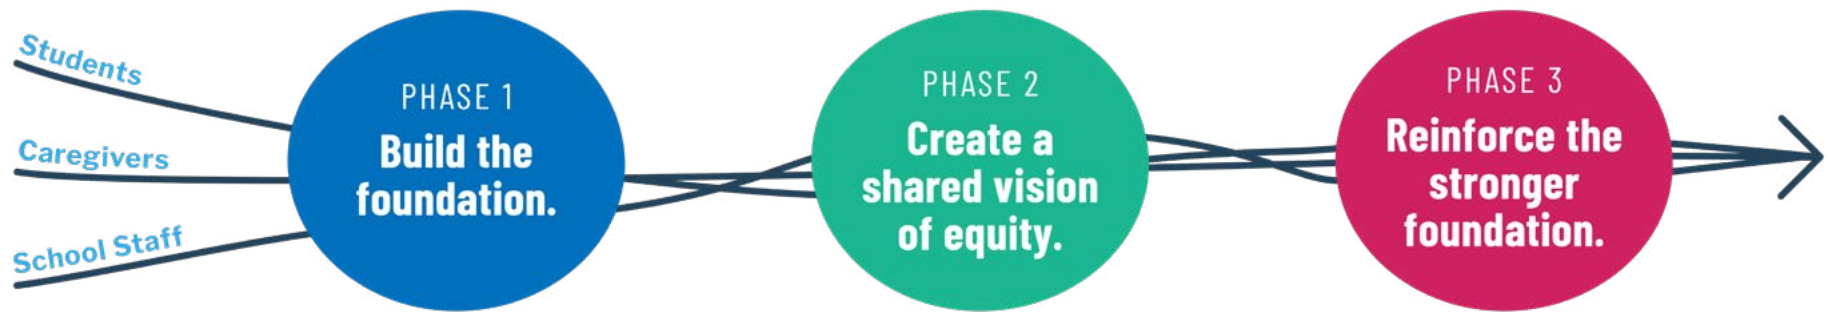 Students
Caregivers
School Staff
PHASE 1
Build the
foundation.
PHASE 2
Create a
shared vision
of equity.
PHASE 3
Reinforce the
stronger
foundation.